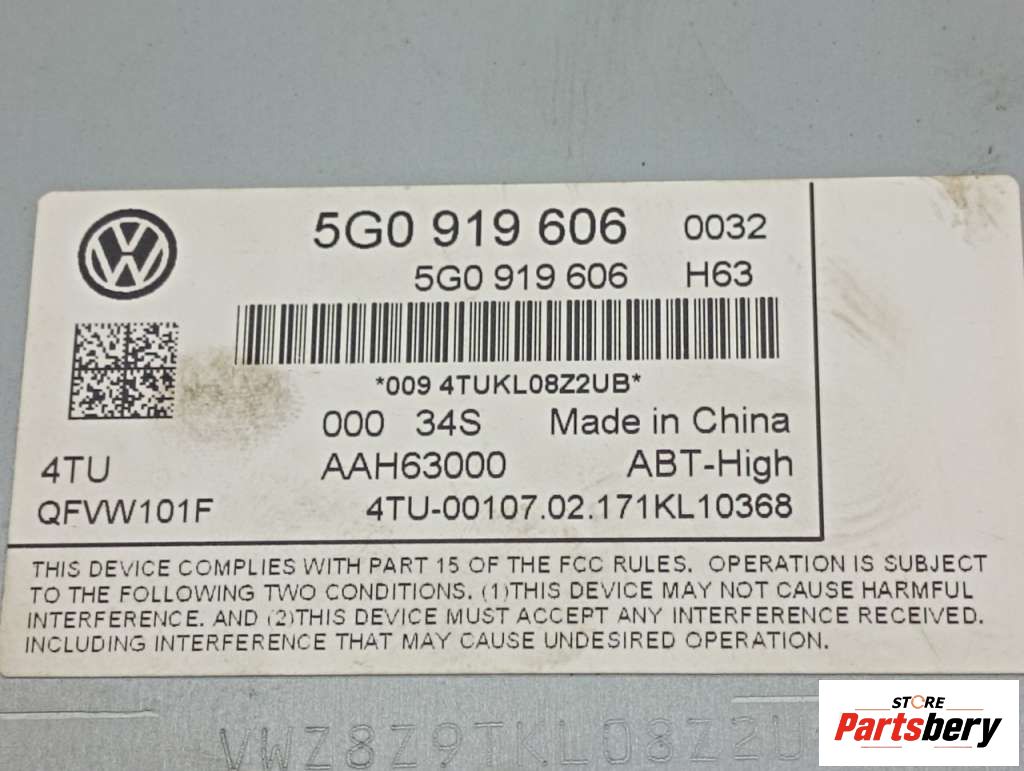 5G0 919 606 0032
5G0 919 606 H63
*009 4TUKL08Z2UB*
000 34S Made in China
4TU AAH63000 ABT-High
QFVW101F 4TU-00107.02.171KL10368
THIS DEVICE COMPLIES WITH PART 15 OF THE FCC RULES. OPERATION IS SUBJECT
TO THE FOLLOWING TWO CONDITIONS. (1)THIS DEVICE MAY NOT CAUSE HARMFUL
INTERFERENCE. AND (2)THIS DEVICE MUST ACCEPT ANY INTERFERENCE RECEIVED.
INCLUDING INTERFERENCE THAT MAY CAUSE UNDESIRED OPERATION.
STORE
Partsbery